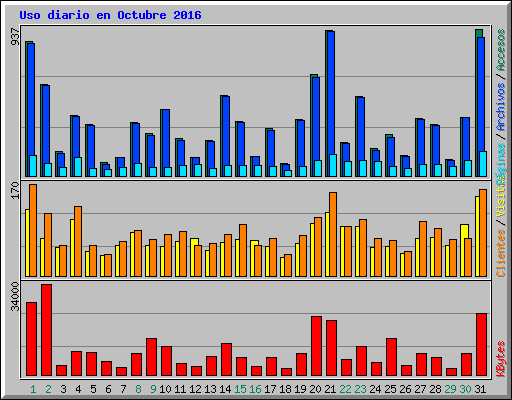 Uso diario en Octubre 2016
937
170
34000
Clientes / visitas
Páginas / Archivos / Accesos
KBytes
1 2 3 4 5 6 7 8 9 10 11 12 13 14 15 16 17 18 19 20 21 22 23 24 25 26 27 28 29 30 31